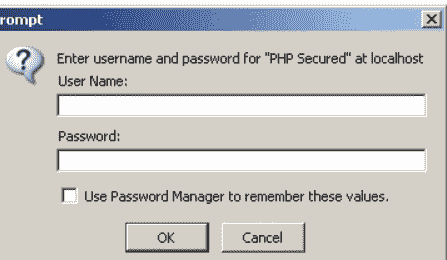 rompt
Enter username and password for "PHP Secured" at localhost
User Name:
Password:
Use Password Manager to remember these values.
OK
Cancel